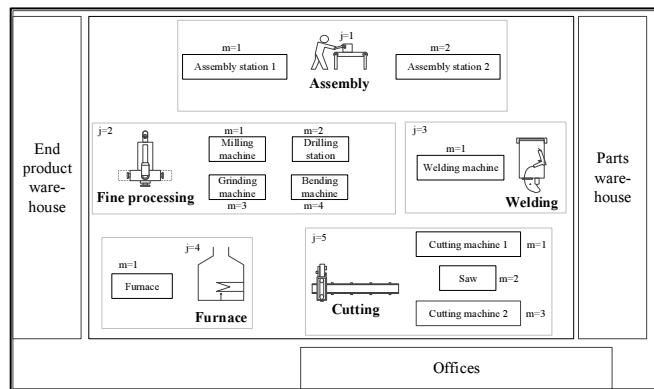 End
product
ware-
house
j=1
m=1
Assembly station 1
m=2
Assembly station 2
Assembly
j=2
m=1
Milling
machine
m=2
Drilling
station
Grinding
machine
m=3
Bending
machine
m=4
Fine processing
j=3
m=1
Welding machine
Welding
Parts
ware-
house
j=4
m=1
Furnace
Furnace
j=5
Cutting machine 1
m=1
Saw
m=2
Cutting machine 2
m=3
Cutting
Offices